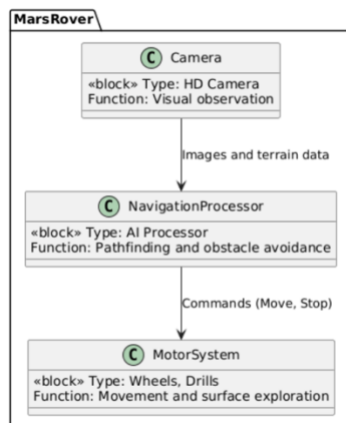 MarsRover
C Camera
«block» Type: HD Camera
Function: Visual observation
Images and terrain data
C NavigationProcessor
«block» Type: AI Processor
Function: Pathfinding and obstacle avoidance
Commands (Move, Stop)
C MotorSystem
«block» Type: Wheels, Drills
Function: Movement and surface exploration